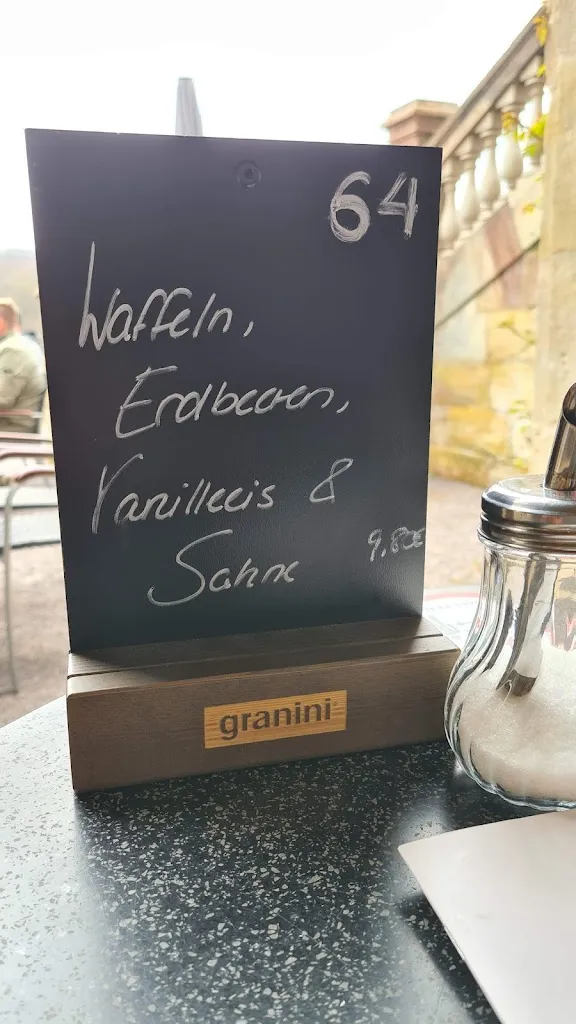 64
Waffeln,
Erdbeeren,
Vanilleeis &
Sahne 9,80€
granini